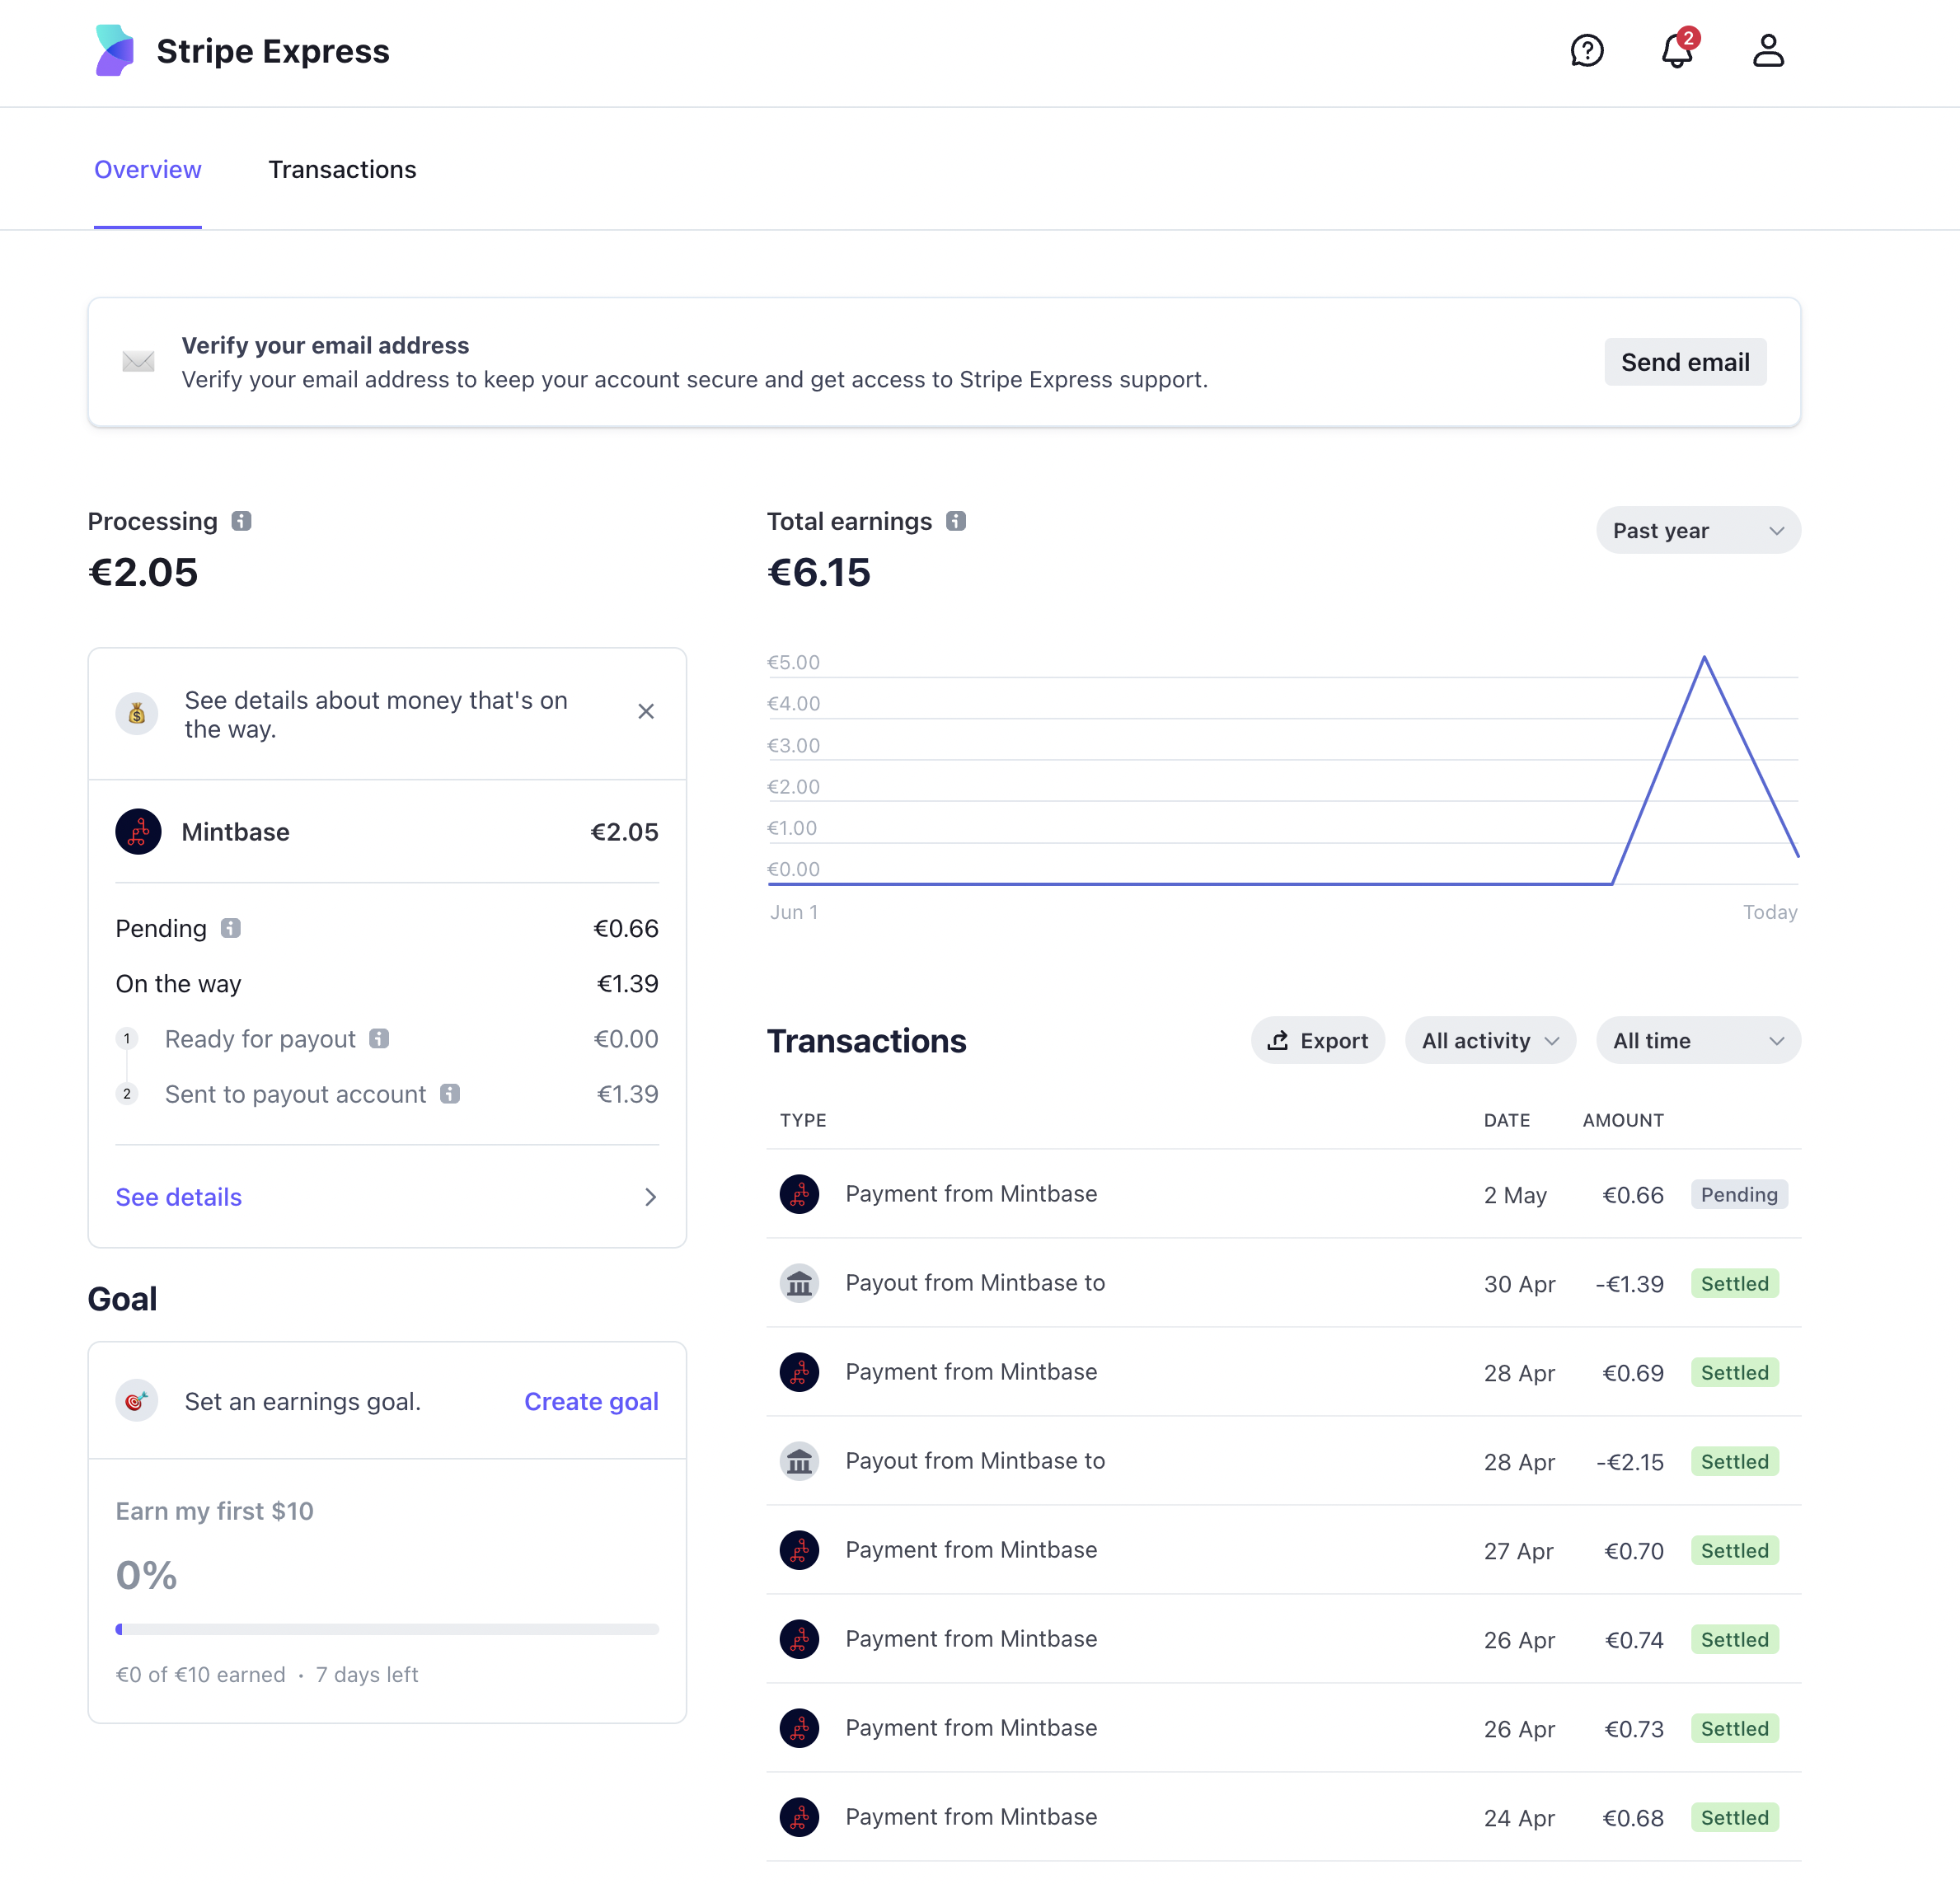 Stripe Express
2
Overview
Transactions
Verify your email address
Verify your email address to keep your account secure and get access to Stripe Express support.
Send email
Processing
€2.05
See details about money that's on
the way.
Mintbase €2.05
Pending €0.66
On the way €1.39
1 Ready for payout €0.00
2 Sent to payout account €1.39
See details
Goal
Set an earnings goal. Create goal
Earn my first $10
0%
€0 of €10 earned • 7 days left
Total earnings
€6.15
Past year
€5.00
€4.00
€3.00
€2.00
€1.00
€0.00
Jun 1 Today
Transactions
Export
All activity
All time
TYPE DATE AMOUNT
Payment from Mintbase 2 May €0.66 Pending
Payout from Mintbase to 30 Apr -€1.39 Settled
Payment from Mintbase 28 Apr €0.69 Settled
Payout from Mintbase to 28 Apr -€2.15 Settled
Payment from Mintbase 27 Apr €0.70 Settled
Payment from Mintbase 26 Apr €0.74 Settled
Payment from Mintbase 26 Apr €0.73 Settled
Payment from Mintbase 24 Apr €0.68 Settled